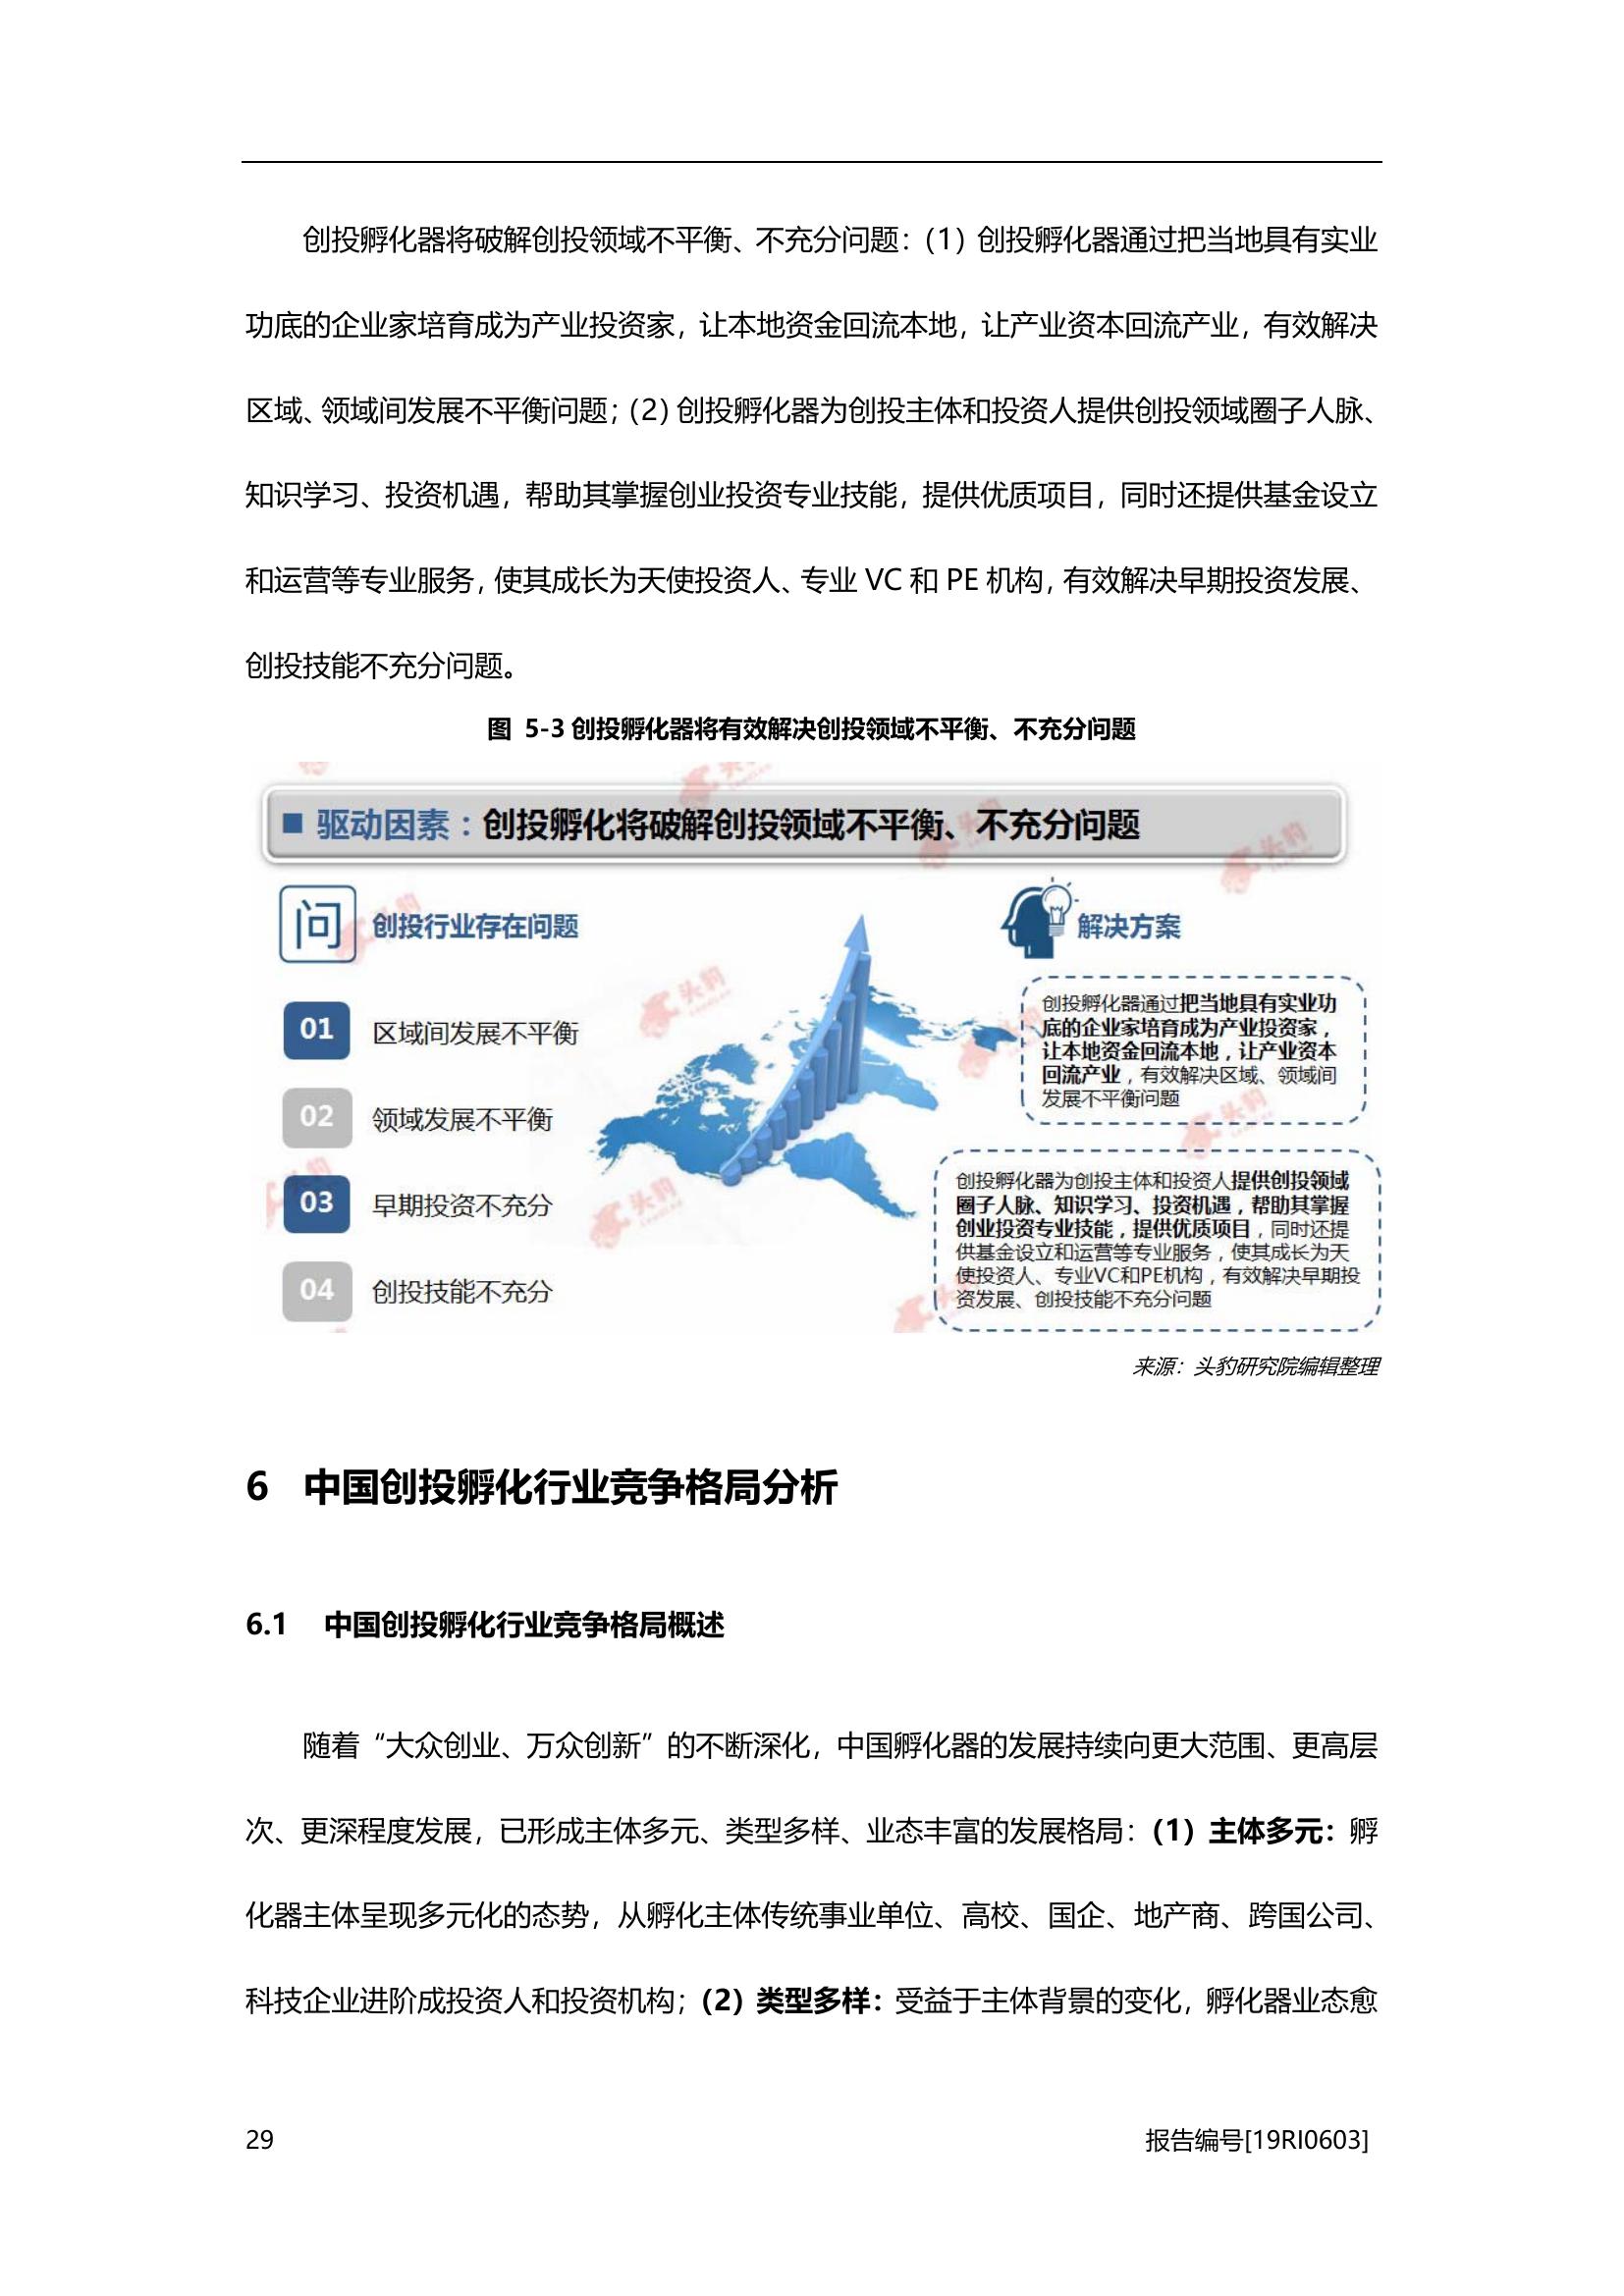 创投孵化器将破解创投领域不平衡、不充分问题：（1）创投孵化器通过把当地具有实业
功底的企业家培育成为产业投资家，让本地资金回流本地，让产业资本回流产业，有效解决
区域、领域间发展不平衡问题；（2）创投孵化器为创投主体和投资人提供创投领域圈子人脉、
知识学习、投资机遇，帮助其掌握创业投资专业技能，提供优质项目，同时还提供基金设立
和运营等专业服务，使其成长为天使投资人、专业 VC 和 PE 机构，有效解决早期投资发展、
创投技能不充分问题。
图 5-3 创投孵化器将有效解决创投领域不平衡、不充分问题
■ 驱动因素：创投孵化将破解创投领域不平衡、不充分问题
问 创投行业存在问题
01 区域间发展不平衡
02 领域发展不平衡
03 早期投资不充分
04 创投技能不充分
解决方案
创投孵化器通过把当地具有实业功
底的企业家培育成为产业投资家，
让本地资金回流本地，让产业资本
回流产业，有效解决区域、领域间
发展不平衡问题
创投孵化器为创投主体和投资人提供创投领域
圈子人脉、知识学习、投资机遇，帮助其掌握
创业投资专业技能，提供优质项目，同时还提
供基金设立和运营等专业服务，使其成长为天
使投资人、专业VC和PE机构，有效解决早期投
资发展、创投技能不充分问题
头豹
头豹
头豹
头豹
头豹
头豹
来源：头豹研究院编辑整理
6 中国创投孵化行业竞争格局分析
6.1 中国创投孵化行业竞争格局概述
随着“大众创业、万众创新”的不断深化，中国孵化器的发展持续向更大范围、更高层
次、更深程度发展，已形成主体多元、类型多样、业态丰富的发展格局：（1）主体多元：孵
化器主体呈现多元化的态势，从孵化主体传统事业单位、高校、国企、地产商、跨国公司、
科技企业进阶成投资人和投资机构；（2）类型多样：受益于主体背景的变化，孵化器业态愈
29
报告编号[19RI0603]